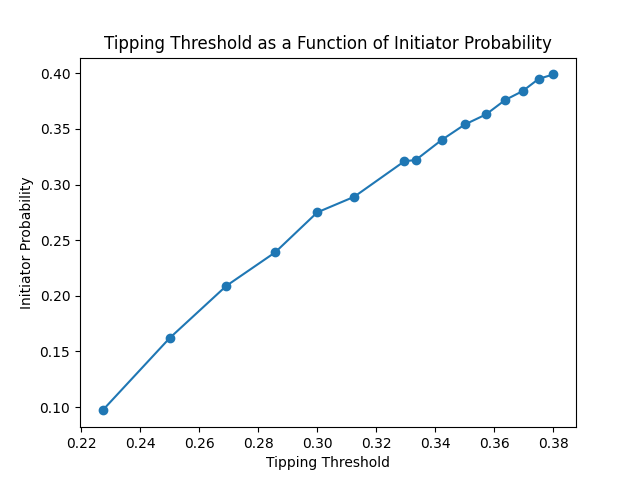 Tipping Threshold as a Function of Initiator Probability
0.40
0.35
0.30
0.25
0.20
0.15
0.10
Initiator Probability
0.22 0.24 0.26 0.28 0.30 0.32 0.34 0.36 0.38
Tipping Threshold